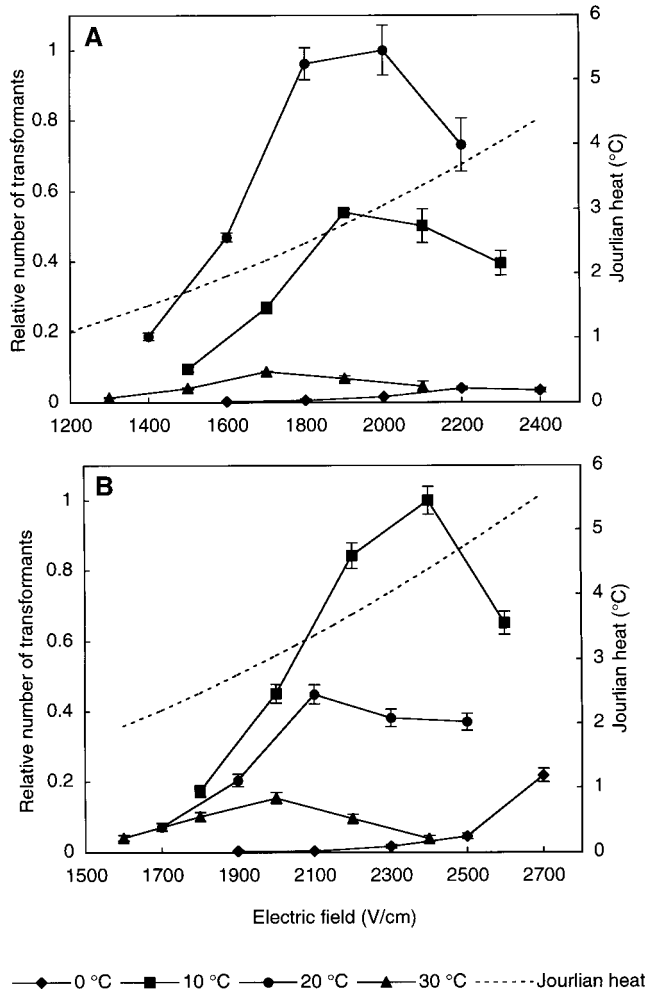 A
Relative number of transformants
1
0.8
0.6
0.4
0.2
0
6
5
4
3
2
1
0
Jourlian heat (°C)
1200 1400 1600 1800 2000 2200 2400
B
Relative number of transformants
1
0.8
0.6
0.4
0.2
0
6
5
4
3
2
1
0
Jourlian heat (°C)
1500 1700 1900 2100 2300 2500 2700
Electric field (V/cm)
0 °C 10 °C 20 °C 30 °C Jourlian heat